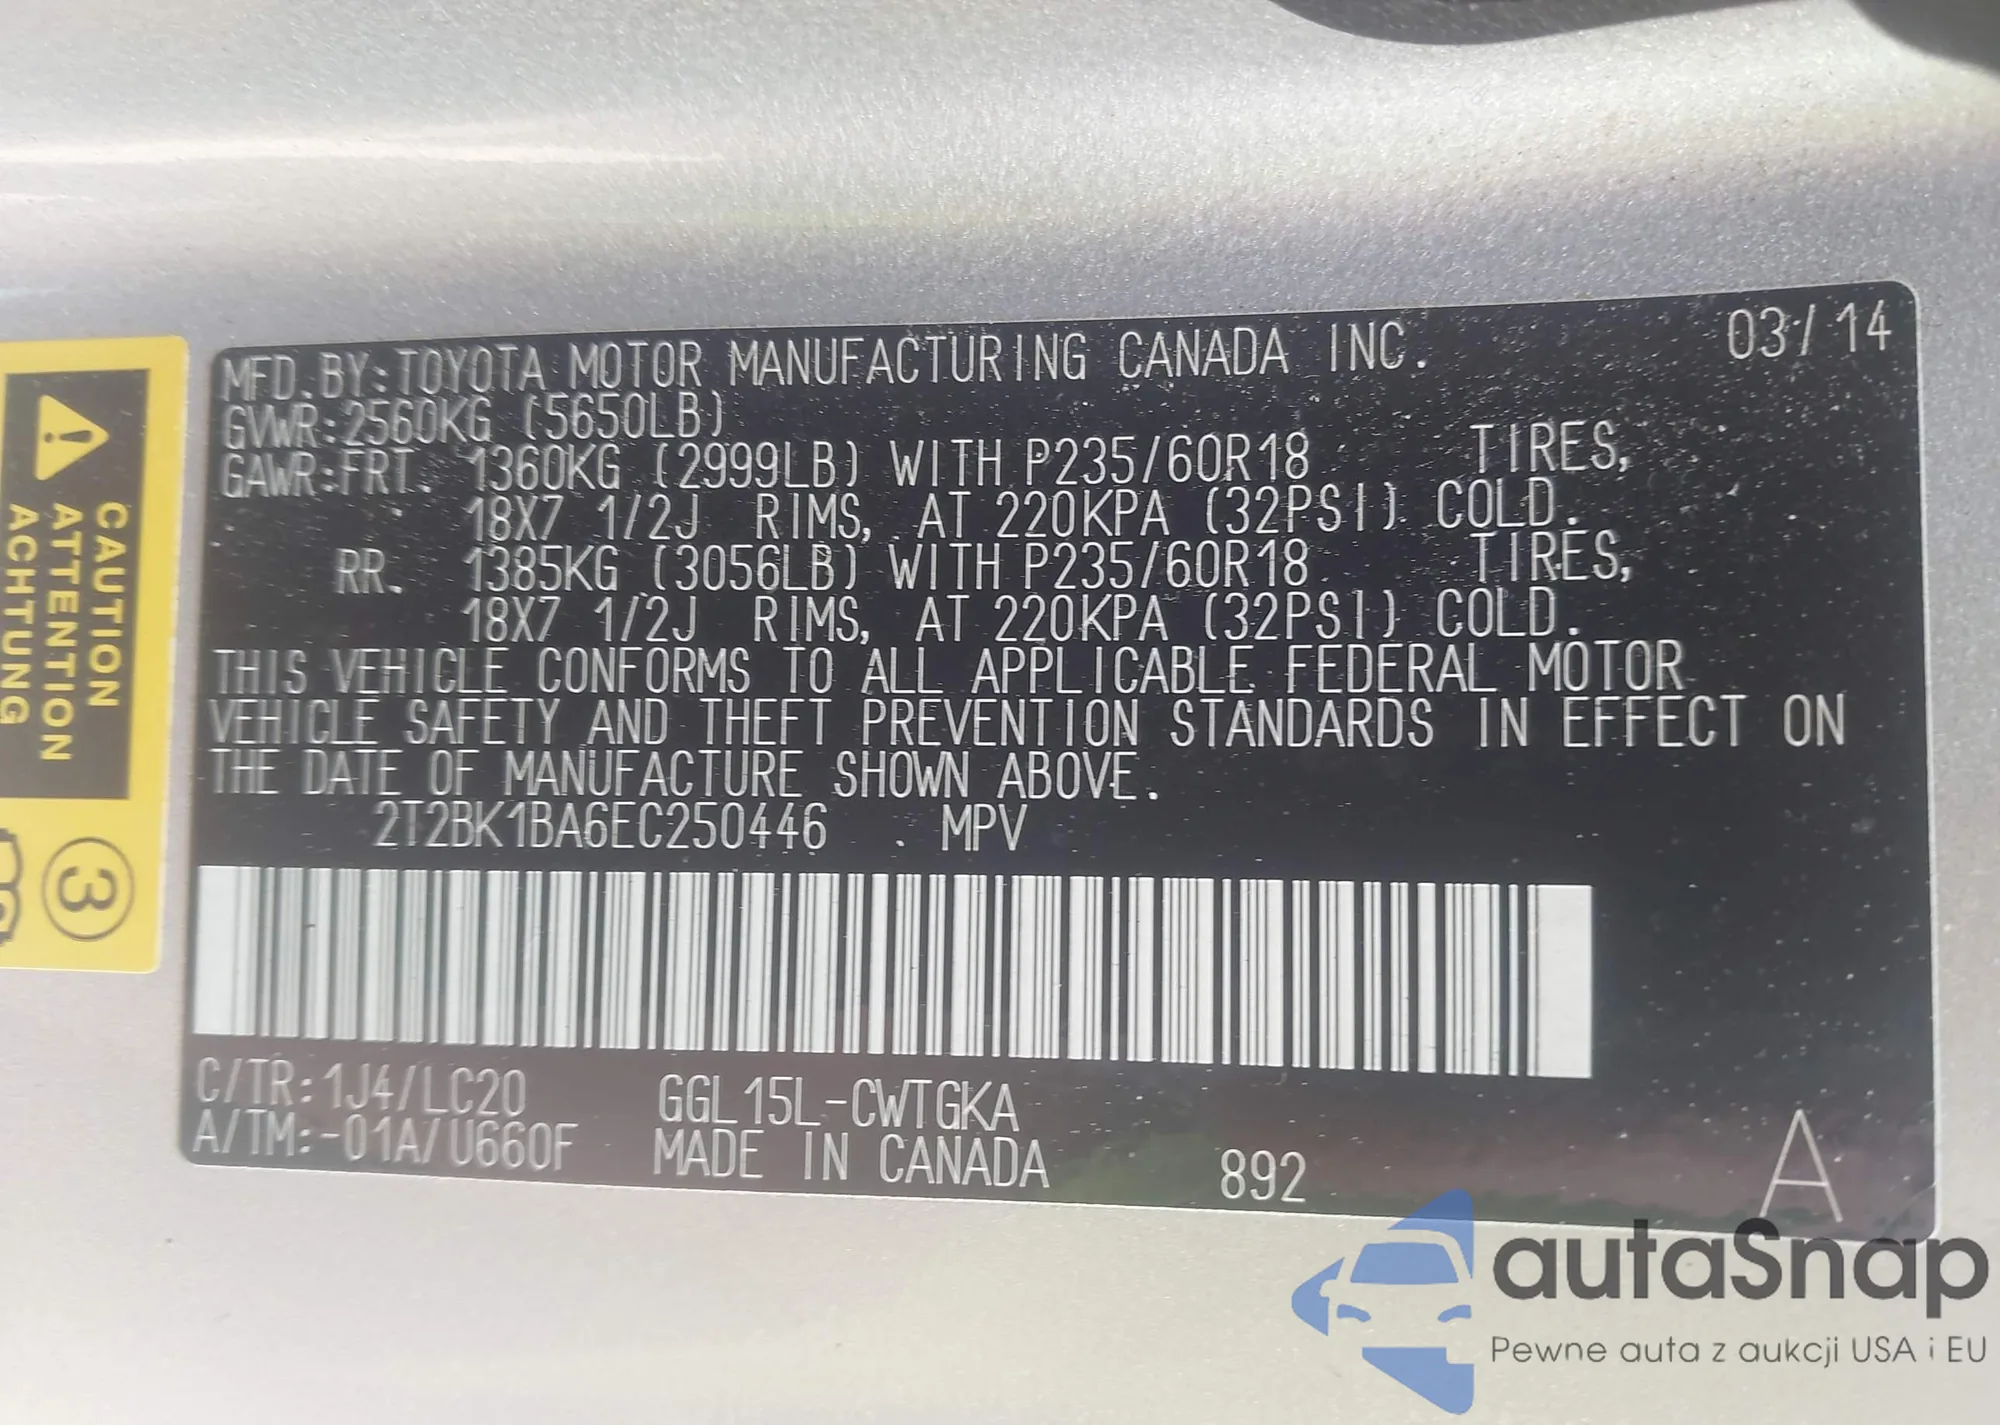 MFD.BY:TOYOTA MOTOR MANUFACTURING CANADA INC. 03/14
GVWR:2560KG (5650LB)
GAWR:FRT. 1360KG (2999LB) WITH P235/60R18 TIRES,
18X7 1/2J RIMS, AT 220KPA (32PSI) COLD.
RR. 1385KG (3056LB) WITH P235/60R18 TIRES,
18X7 1/2J RIMS, AT 220KPA (32PSI) COLD.
THIS VEHICLE CONFORMS TO ALL APPLICABLE FEDERAL MOTOR
VEHICLE SAFETY AND THEFT PREVENTION STANDARDS IN EFFECT ON
THE DATE OF MANUFACTURE SHOWN ABOVE.
2T2BK1BA6EC250446 MPV
C/TR:1J4/LC20 GGL15L-CWTGKA
A/TM:-01A/U660F MADE IN CANADA 892 A
CAUTION
ATTENTION
ACHTUNG
3
autaSnap
Pewne auta z aukcji USA i EU